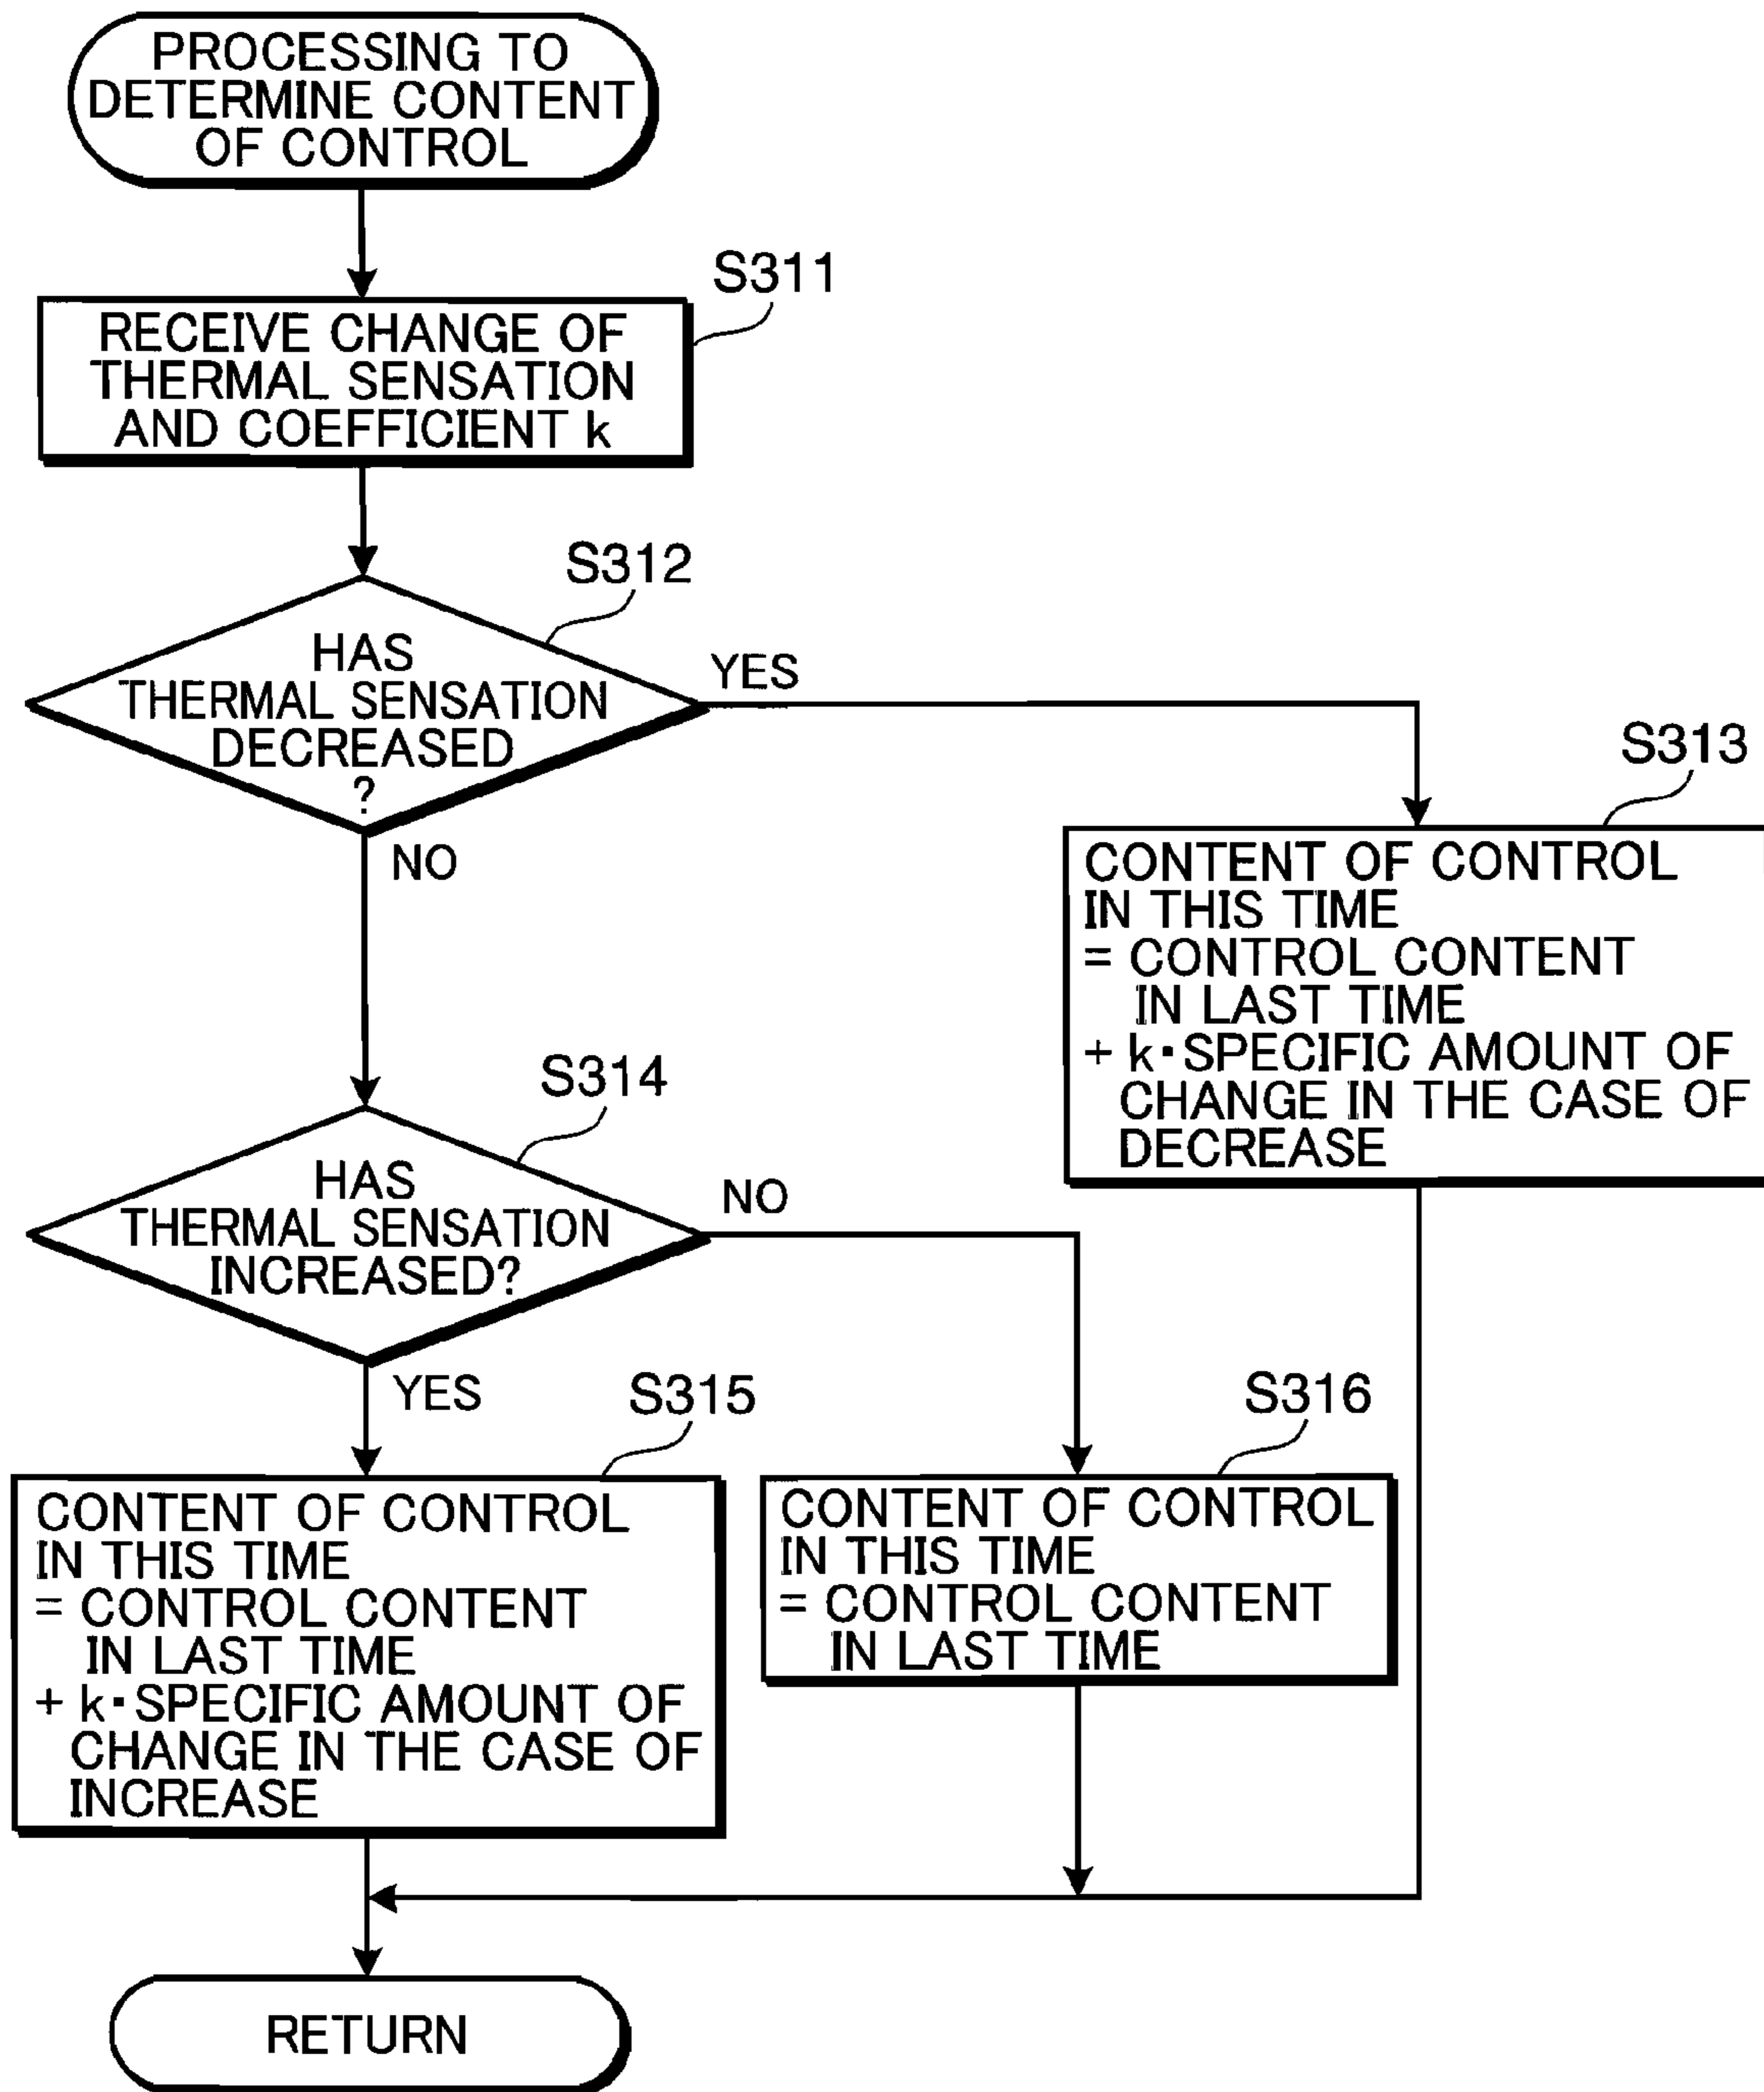 PROCESSING TO
DETERMINE CONTENT
OF CONTROL
S311
RECEIVE CHANGE OF
THERMAL SENSATION
AND COEFFICIENT k
S312
HAS
THERMAL SENSATION
DECREASED
?
YES
NO
S313
CONTENT OF CONTROL
IN THIS TIME
= CONTROL CONTENT
IN LAST TIME
+ k・SPECIFIC AMOUNT OF
CHANGE IN THE CASE OF
DECREASE
S314
HAS
THERMAL SENSATION
INCREASED?
NO
YES
S315
CONTENT OF CONTROL
IN THIS TIME
= CONTROL CONTENT
IN LAST TIME
+ k・SPECIFIC AMOUNT OF
CHANGE IN THE CASE OF
INCREASE
S316
CONTENT OF CONTROL
IN THIS TIME
= CONTROL CONTENT
IN LAST TIME
RETURN